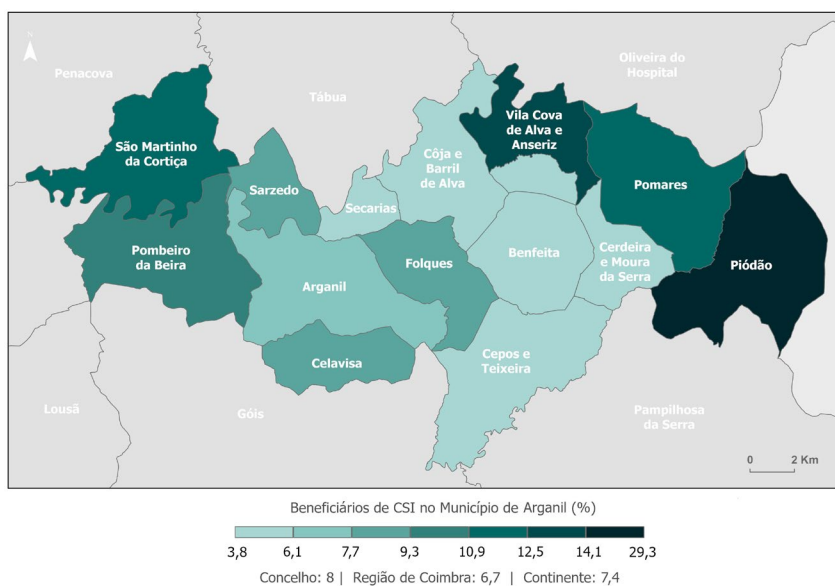 N
Oliveira do
Hospital
Penacova
Tábua
São Martinho
da Cortiça
Vila Cova
de Alva e
Anseriz
Côja e
Barril
de Alva
Sarzedo
Pomares
Secarias
Pombeiro
da Beira
Folques
Benfeita
Cerdeira
e Moura
da Serra
Piódão
Arganil
Celavisa
Cepos e
Teixeira
Lousã
Góis
Pampilhosa
da Serra
0 2 Km
Beneficiários de CSI no Município de Arganil (%)
3,8 6,1 7,7 9,3 10,9 12,5 14,1 29,3
Concelho: 8 | Região de Coimbra: 6,7 | Continente: 7,4